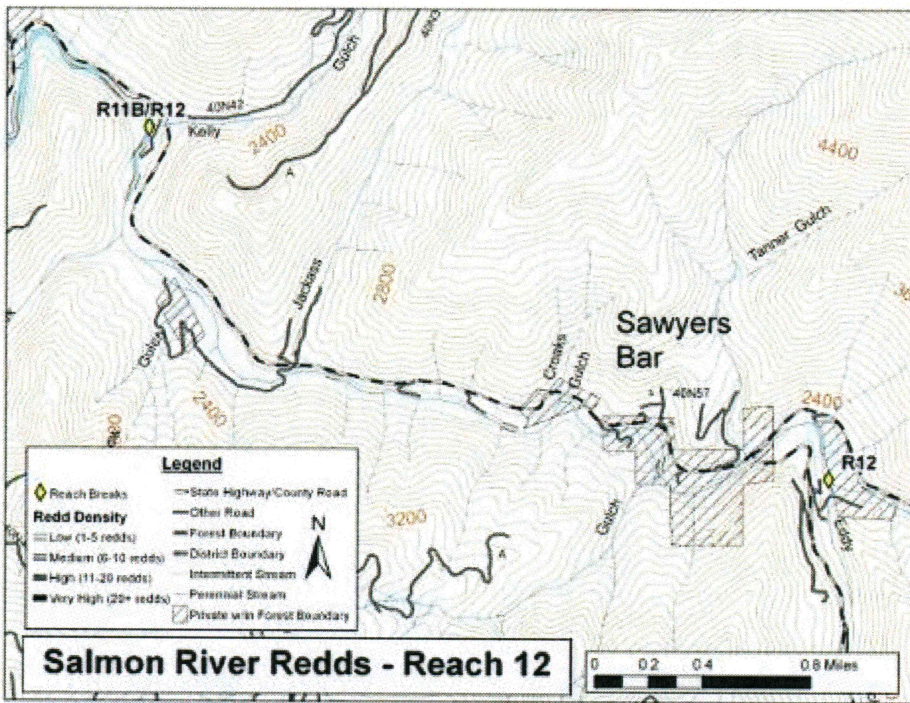 40N3
Gulch
40N42
R11B/R12
Kelly
2400
A
4400
Tanner Gulch
Jackass
2800
Sawyers
Bar
Croaks
Gulch
40N57
2400
R12
Gulch
2400
3200
A
Gulch
Eddy
Legend
Reach Breaks
Redd Density
Low (1-5 redds)
Medium (6-10 redds)
High (11-20 redds)
Very High (20+ redds)
State Highway/County Road
Other Road
Forest Boundary
District Boundary
Intermittent Stream
Perennial Stream
Private w/in Forest Boundary
N
Salmon River Redds - Reach 12
0 0.2 0.4 0.8 Miles